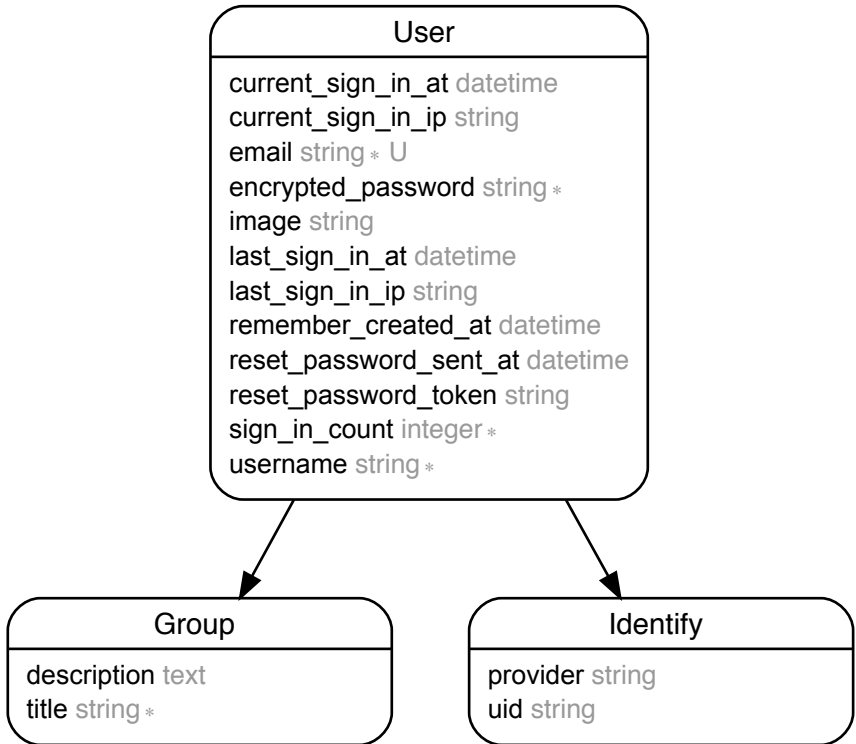 User
current_sign_in_at datetime
current_sign_in_ip string
email string ∗ U
encrypted_password string ∗
image string
last_sign_in_at datetime
last_sign_in_ip string
remember_created_at datetime
reset_password_sent_at datetime
reset_password_token string
sign_in_count integer ∗
username string ∗
Group
description text
title string ∗
Identify
provider string
uid string